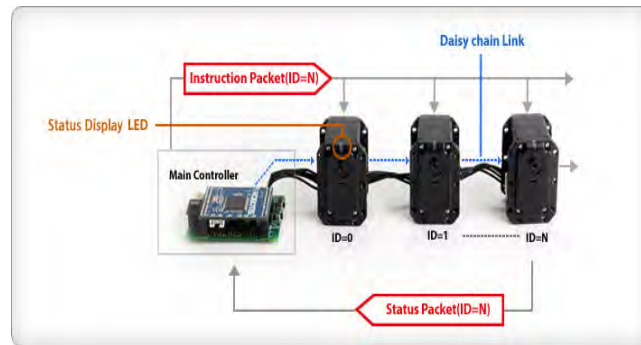 Daisy chain Link
Instruction Packet(ID=N)
Status Display LED
Main Controller
ID=0
ID=1
ID=N
Status Packet(ID=N)